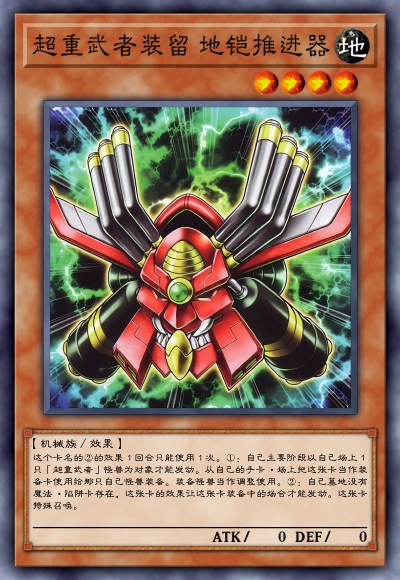 超重武者装留 地铠推进器
地
【机械族/效果】
这个卡名的②的效果1回合只能使用1次。①：自己主要阶段以自己场上1
只「超重武者」怪兽为对象才能发动。从自己的手卡·场上把这张卡当作装
备卡使用给那只自己怪兽装备。装备怪兽当作调整使用。②：自己墓地没有
魔法·陷阱卡存在，这张卡的效果让这张卡装备中的场合才能发动。这张卡
特殊召唤。
ATK/ 0 DEF/ 0